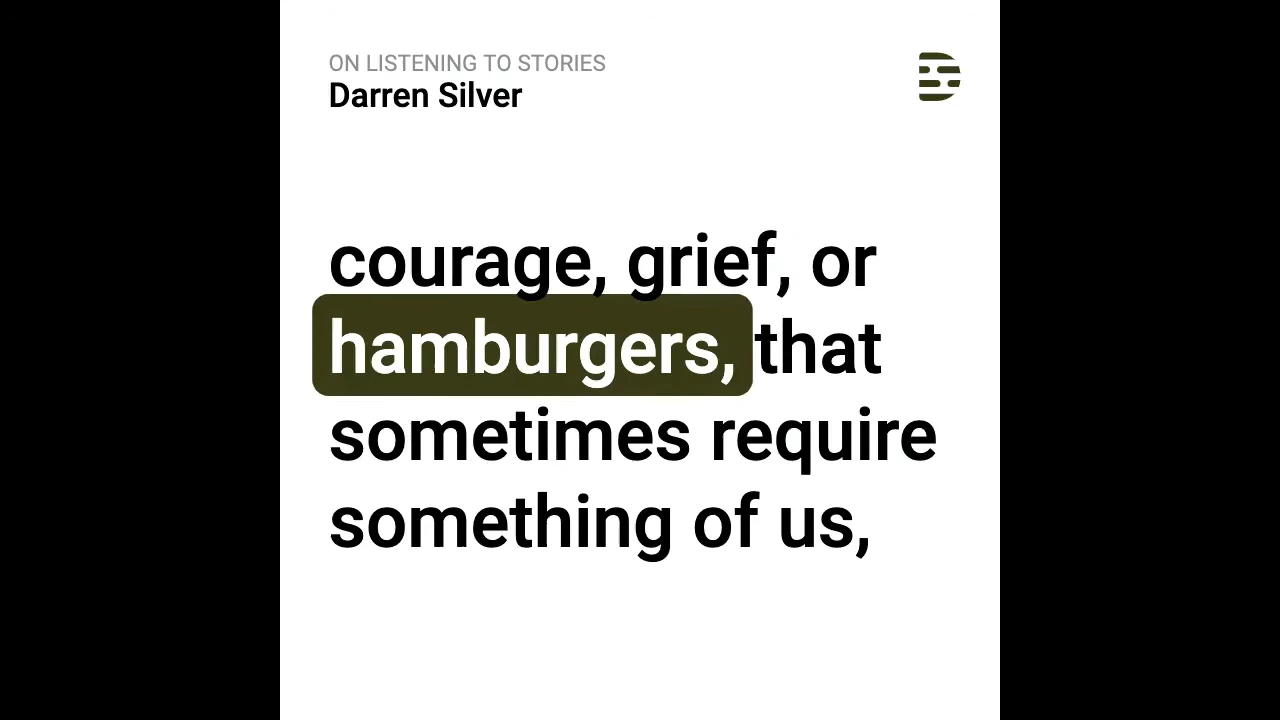 ON LISTENING TO STORIES
Darren Silver
courage, grief, or
hamburgers, that
sometimes require
something of us,